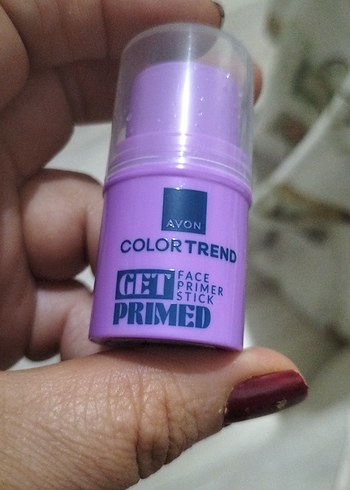 AVON
COLORTREND
GET FACE PRIMER STICK
PRIMED